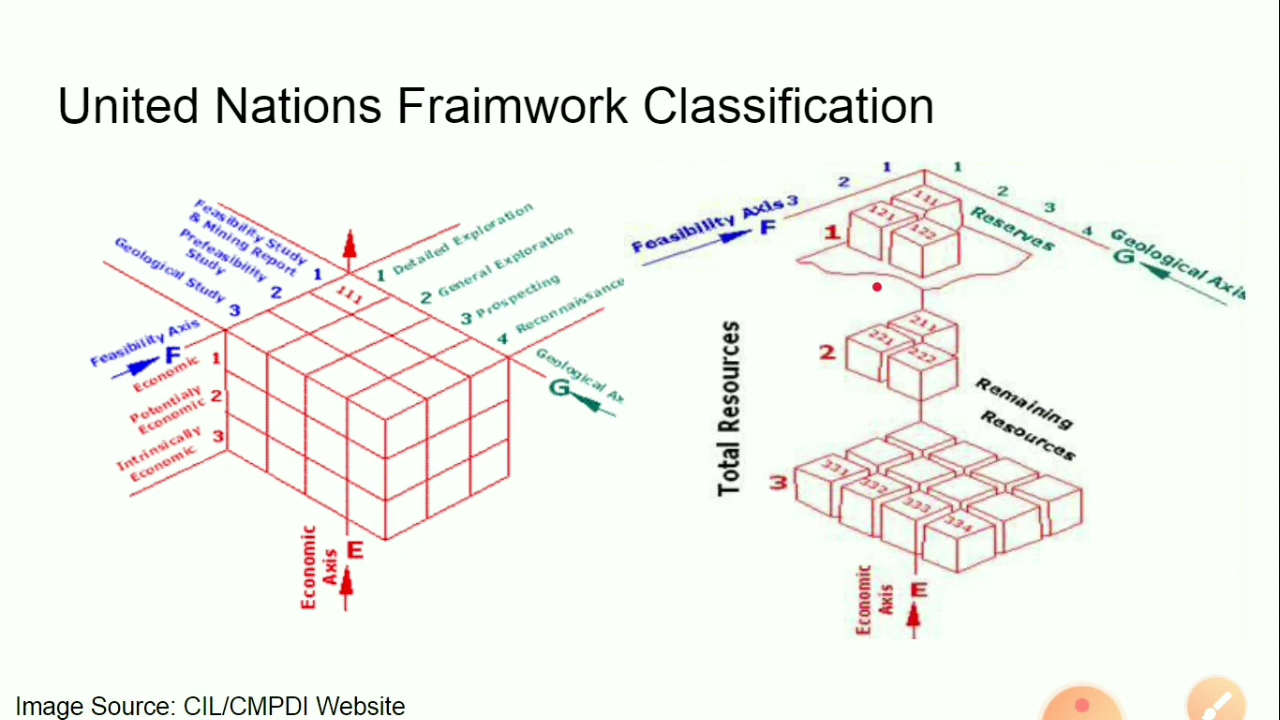 United Nations Fraimwork Classification
Feasibility Study
& Mining Report
Prefeasibility
Study
Geological Study
1
2
3
Feasibility Axis
F
1 Detailed Exploration
2 General Exploration
3 Prospecting
4 Reconnaissance
Geological Ax
G
111
Economic 1
Potentialy
Economic 2
Intrinsically
Economic 3
Economic
Axis
E
Feasibility Axis
F
3
2
1
1
2
3
4
Geological Axis
G
Reserves
1
111
121
122
2
211
221
222
Total Resources
Remaining
Resources
3
331
332
333
334
Economic
Axis
E
Image Source: CIL/CMPDI Website